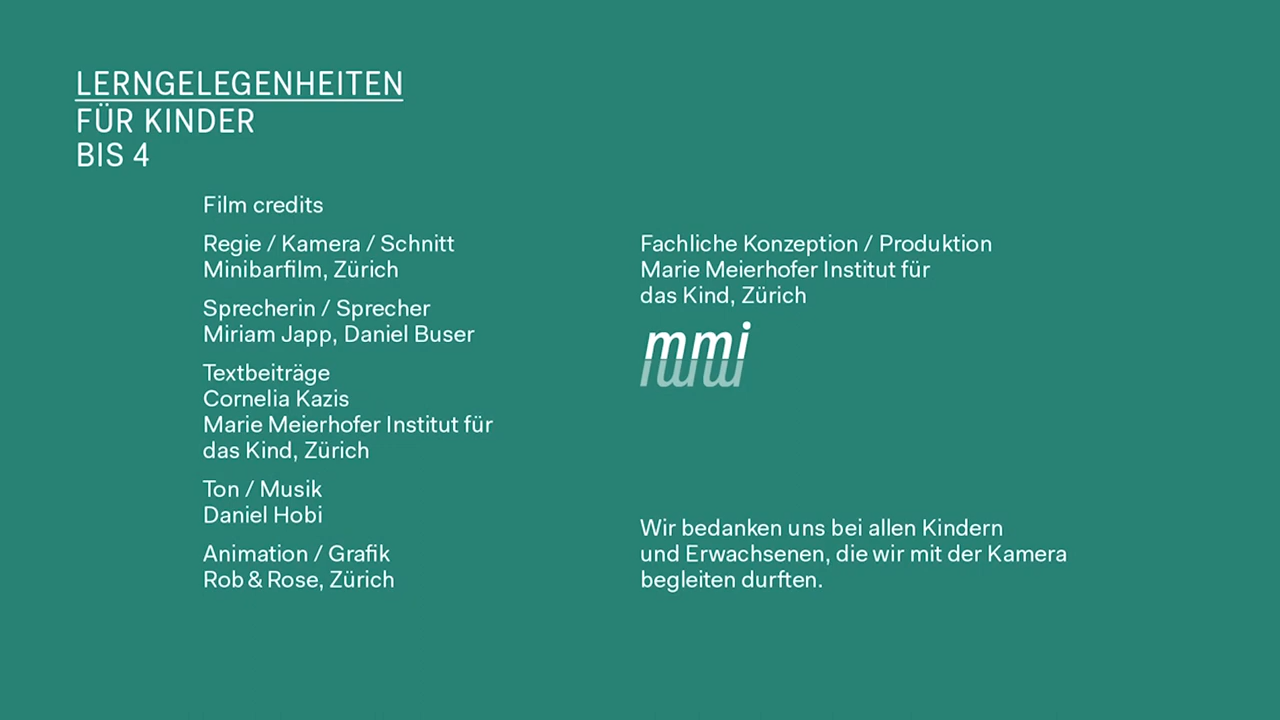 LERNGELEGENHEITEN
FÜR KINDER
BIS 4
Film credits
Regie / Kamera / Schnitt
Minibarfilm, Zürich
Sprecherin / Sprecher
Miriam Japp, Daniel Buser
Textbeiträge
Cornelia Kazis
Marie Meierhofer Institut für
das Kind, Zürich
Ton / Musik
Daniel Hobi
Animation / Grafik
Rob & Rose, Zürich
Fachliche Konzeption / Produktion
Marie Meierhofer Institut für
das Kind, Zürich
mmi
Wir bedanken uns bei allen Kindern
und Erwachsenen, die wir mit der Kamera
begleiten durften.